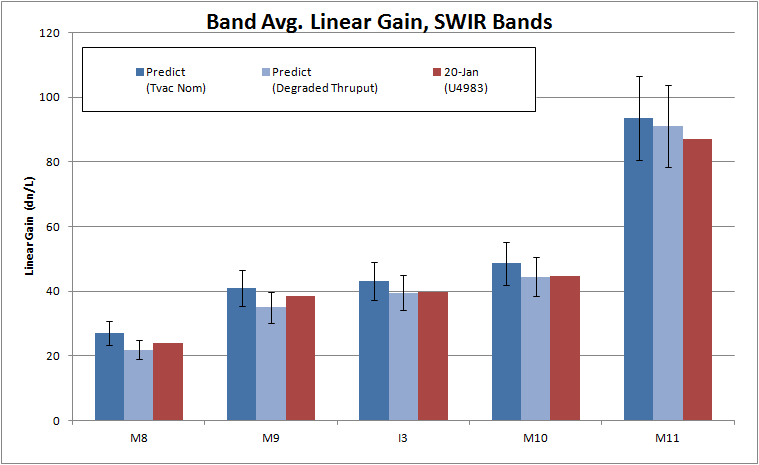 Band Avg. Linear Gain, SWIR Bands
120
100
80
60
40
20
0
Linear Gain (dn/L)
Predict
(Tvac Nom)
Predict
(Degraded Thruput)
20-Jan
(U4983)
M8
M9
I3
M10
M11